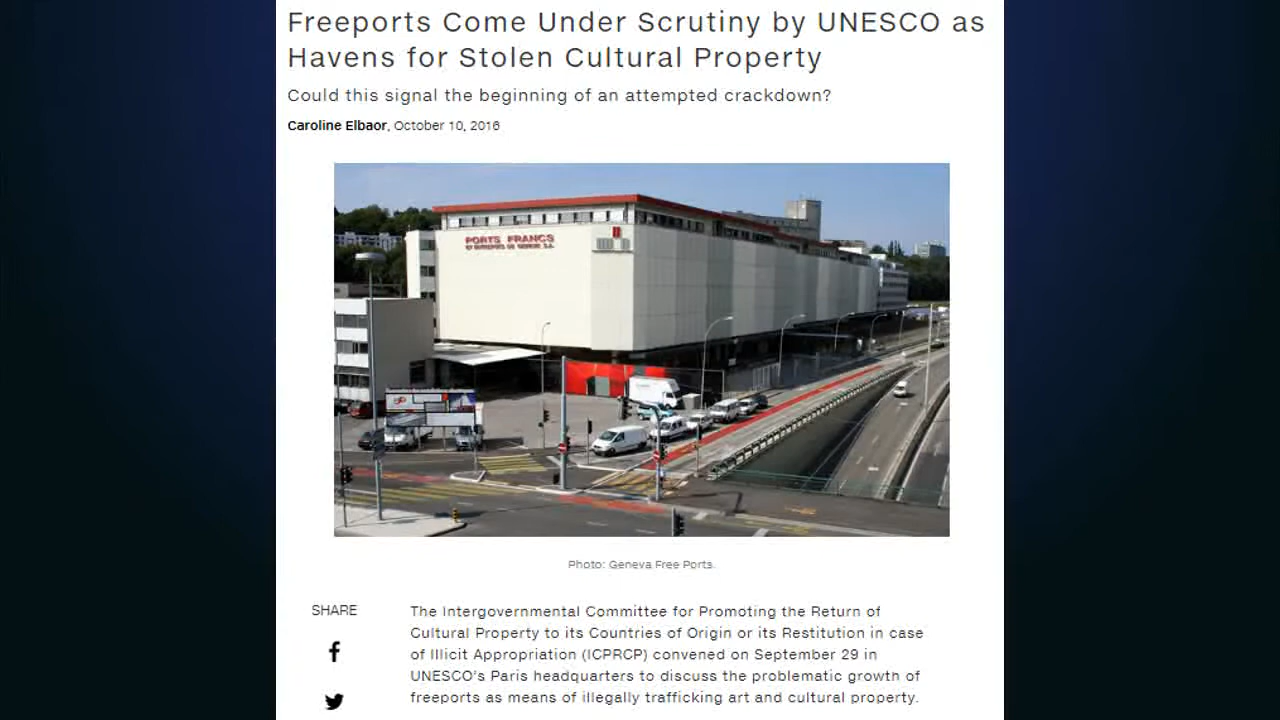 Freeports Come Under Scrutiny by UNESCO as
Havens for Stolen Cultural Property
Could this signal the beginning of an attempted crackdown?
Caroline Elbaor, October 10, 2016
PORTS FRANCS
ET ENTREPOTS DE GENEVE S.A.
Photo: Geneva Free Ports.
SHARE
The Intergovernmental Committee for Promoting the Return of
Cultural Property to its Countries of Origin or its Restitution in case
of Illicit Appropriation (ICPRCP) convened on September 29 in
UNESCO's Paris headquarters to discuss the problematic growth of
freeports as means of illegally trafficking art and cultural property.